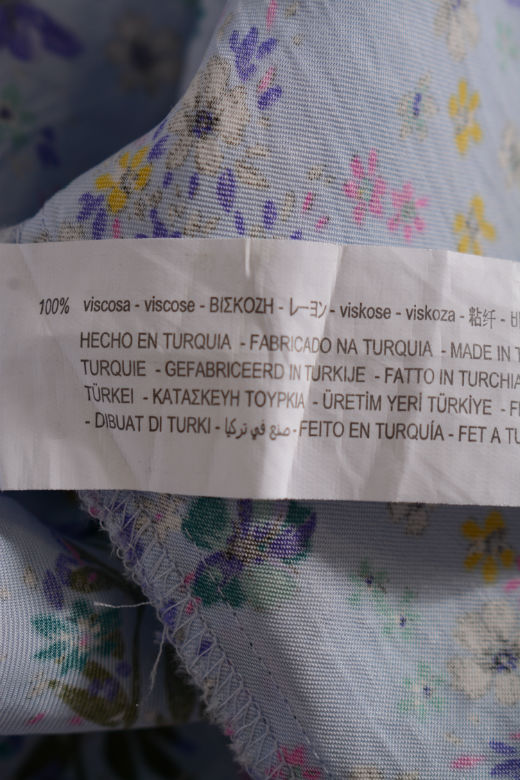 100% viscosa - viscose - ΒΙΣΚΟΖΗ - レーヨン - viskose - viskoza - 粘纤 -
HECHO EN TURQUIA - FABRICADO NA TURQUIA - MADE IN
TURQUIE - GEFABRICEERD IN TURKIJE - FATTO IN TURCHIA
TÜRKEI - ΚΑΤΑΣΚΕΥΗ ΤΟΥΡΚΙΑ - ÜRETİM YERİ TÜRKİYE -
- DIBUAT DI TURKI - صنع في تركيا - FEITO EN TURQUÍA - FET A